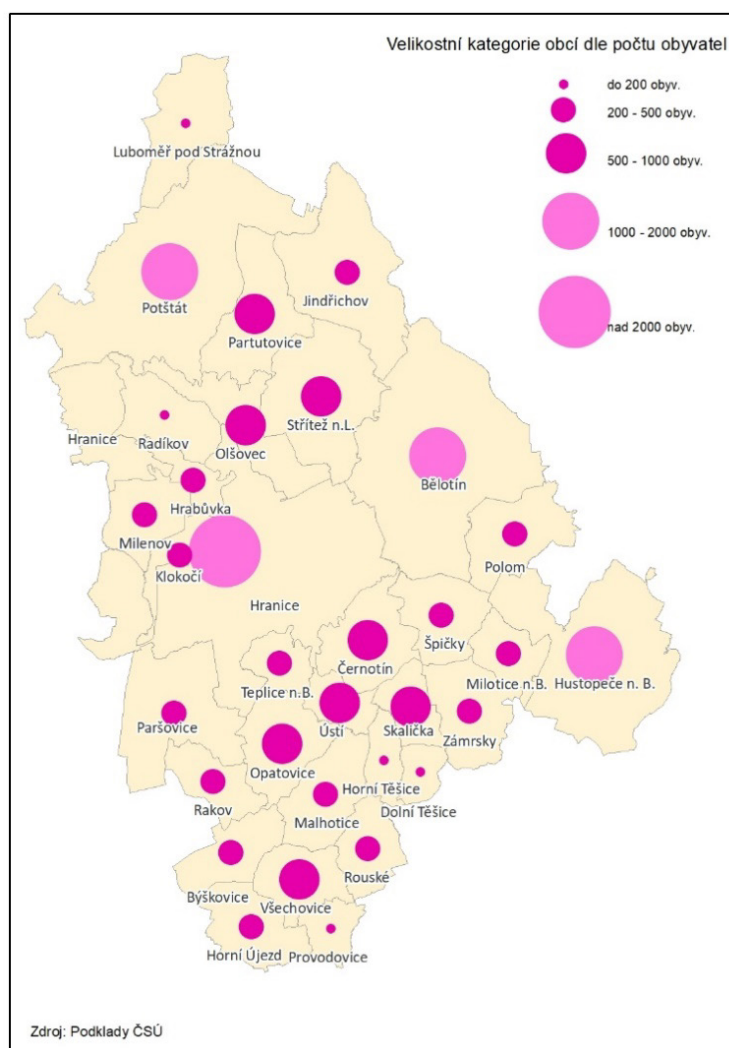 Velikostní kategorie obcí dle počtu obyvatel
do 200 obyv.
200 - 500 obyv.
500 - 1000 obyv.
1000 - 2000 obyv.
nad 2000 obyv.
Luboměř pod Strážnou
Potštát
Jindřichov
Partutovice
Střítež n.L.
Hranice
Radíkov
Olšovec
Bělotín
Hrabůvka
Milenov
Klokočí
Polom
Hranice
Špičky
Černotín
Teplice n.B.
Milotice n.B.
Hustopeče n. B.
Paršovice
Ústí
Skalička
Zámrsky
Opatovice
Horní Těšice
Rakov
Dolní Těšice
Malhotice
Rouské
Býškovice
Všechovice
Horní Újezd
Provodovice
Zdroj: Podklady ČSÚ